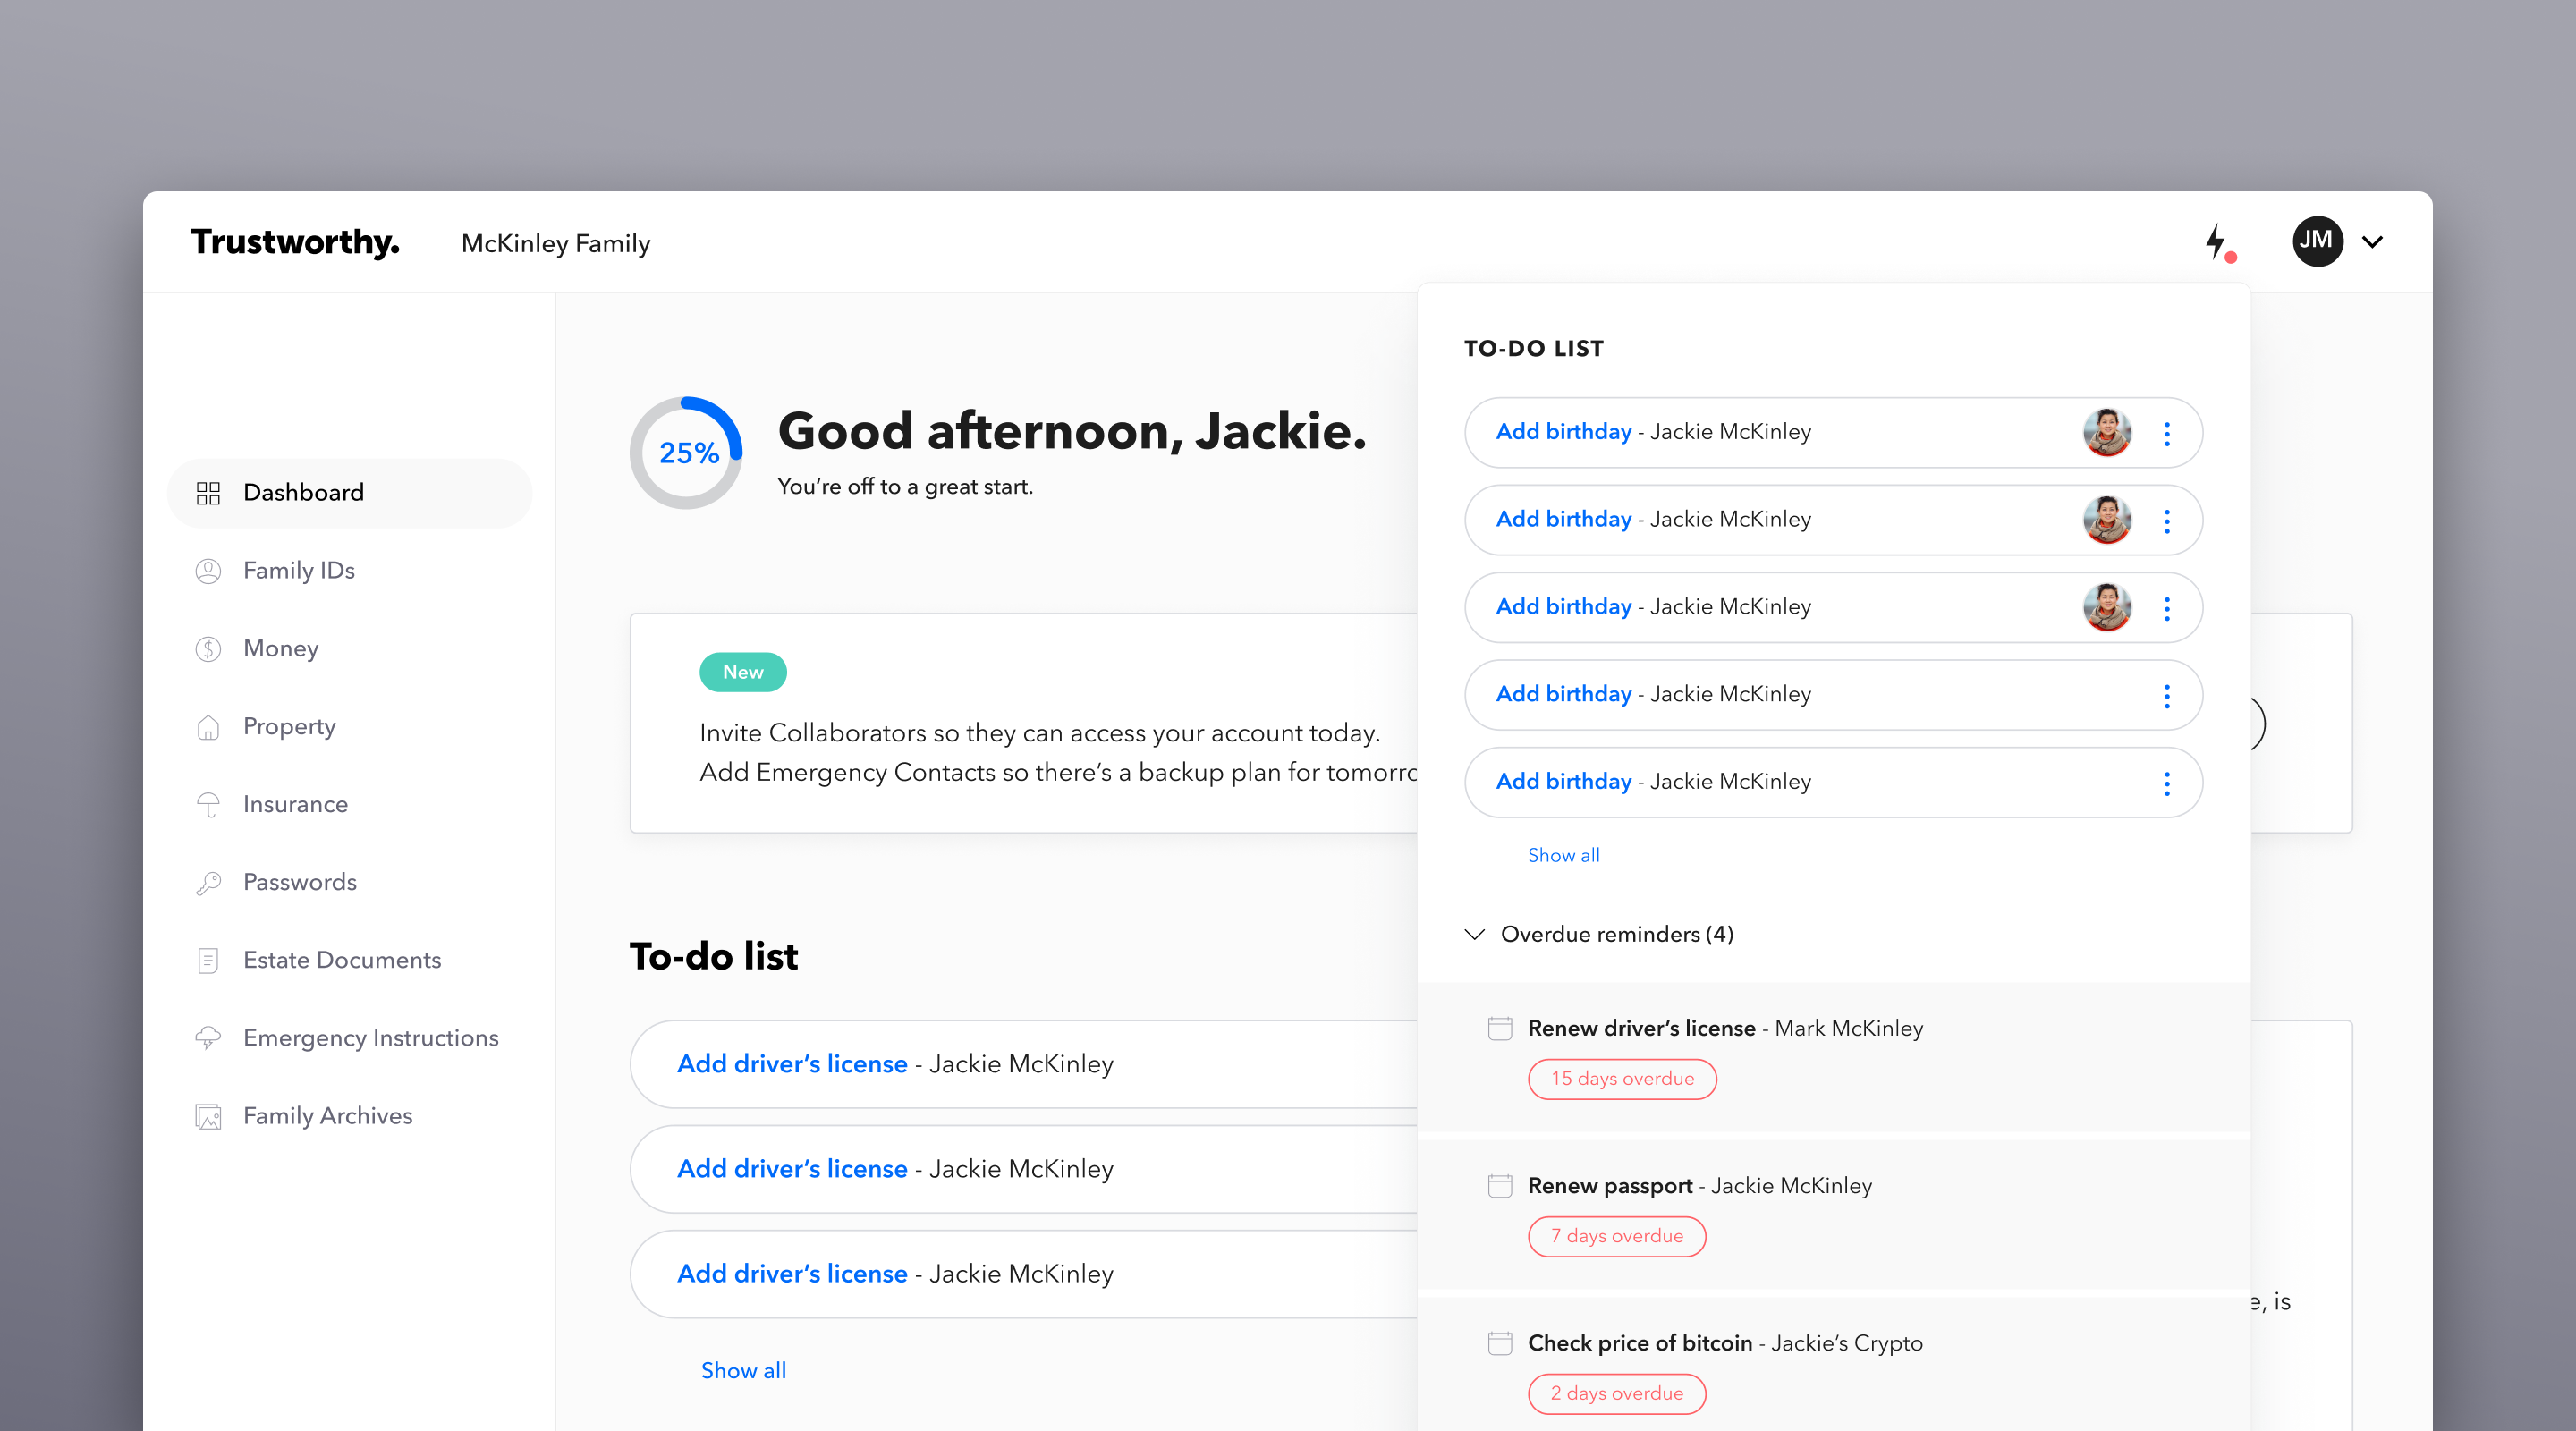 Trustworthy.
McKinley Family
JM
Dashboard
Family IDs
Money
Property
Insurance
Passwords
Estate Documents
Emergency Instructions
Family Archives
25%
Good afternoon, Jackie.
You’re off to a great start.
New
Invite Collaborators so they can access your account today.
Add Emergency Contacts so there’s a backup plan for
To-do list
Add driver’s license - Jackie McKinley
Add driver’s license - Jackie McKinley
Add driver’s license - Jackie McKinley
Show all
TO-DO LIST
Add birthday - Jackie McKinley
Add birthday - Jackie McKinley
Add birthday - Jackie McKinley
Add birthday - Jackie McKinley
Add birthday - Jackie McKinley
Show all
Overdue reminders (4)
Renew driver’s license - Mark McKinley
15 days overdue
Renew passport - Jackie McKinley
7 days overdue
Check price of bitcoin - Jackie’s Crypto
2 days overdue
is